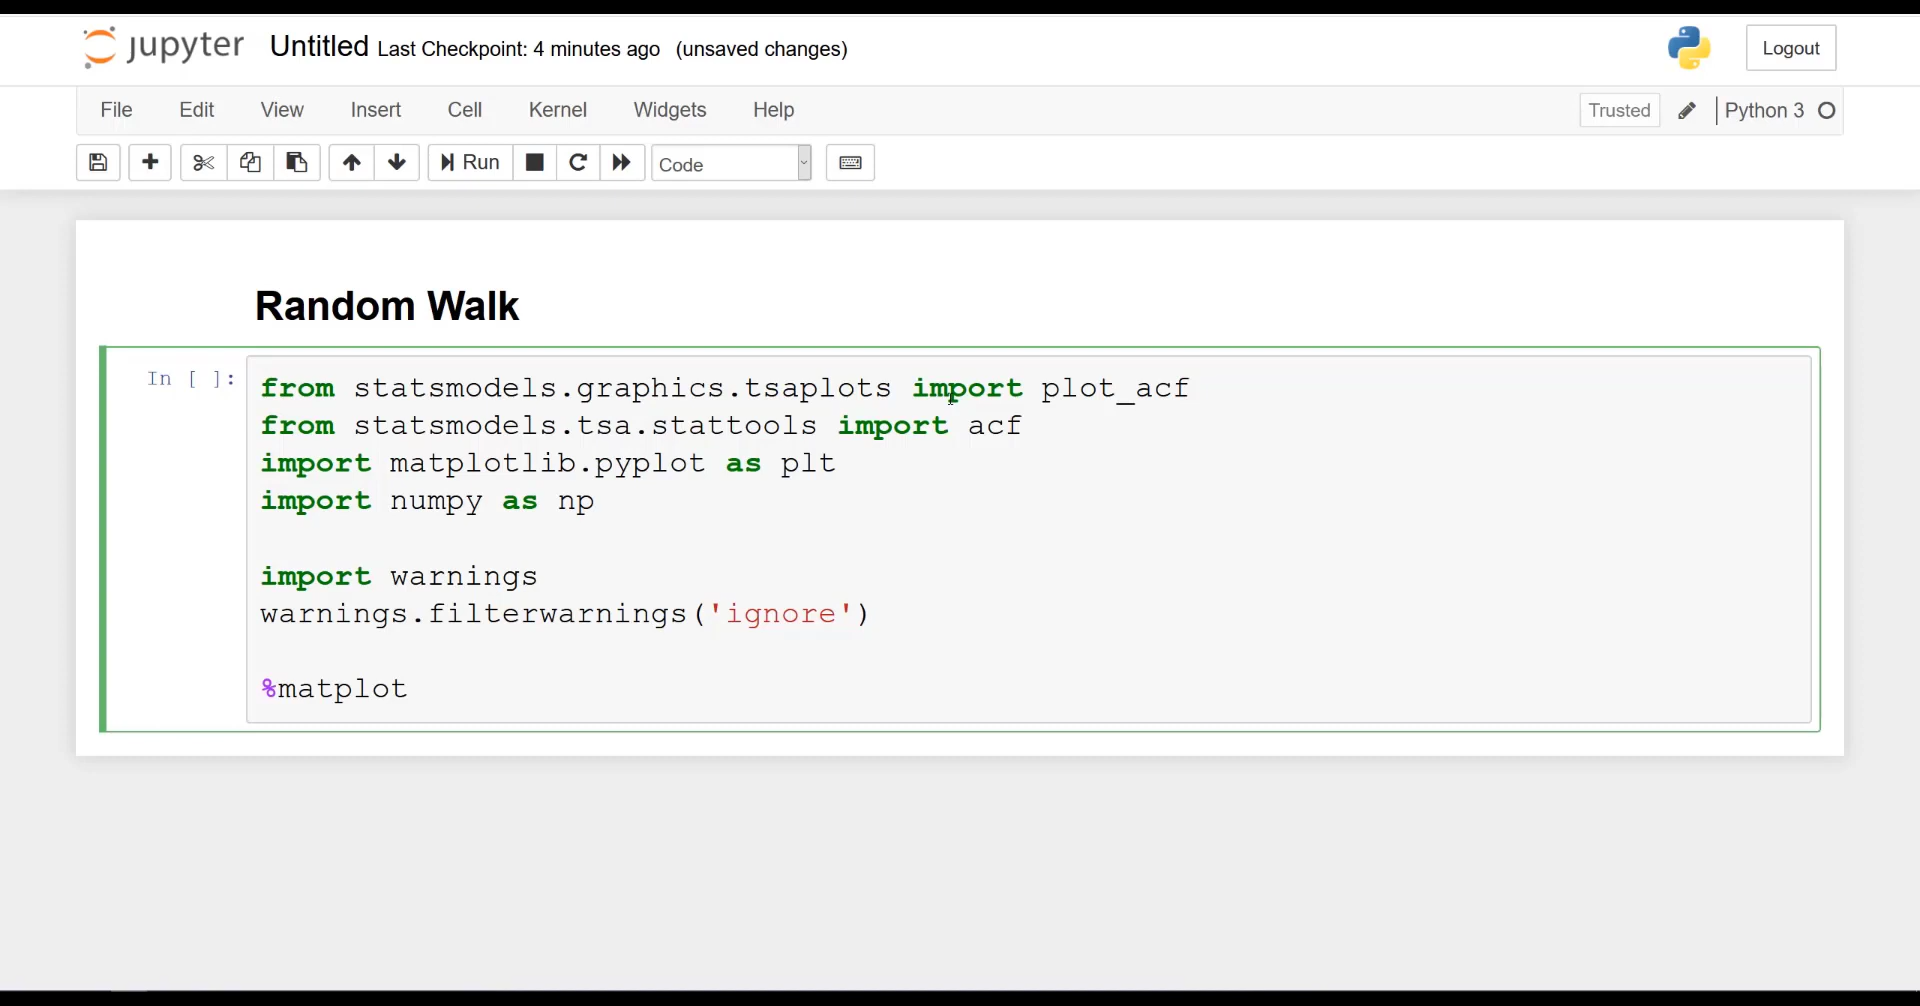 jupyter Untitled Last Checkpoint: 4 minutes ago (unsaved changes) Logout
File Edit View Insert Cell Kernel Widgets Help Trusted Python 3
Run Code
Random Walk
In [ ]: from statsmodels.graphics.tsaplots import plot_acf
from statsmodels.tsa.stattools import acf
import matplotlib.pyplot as plt
import numpy as np
import warnings
warnings.filterwarnings('ignore')
%matplot